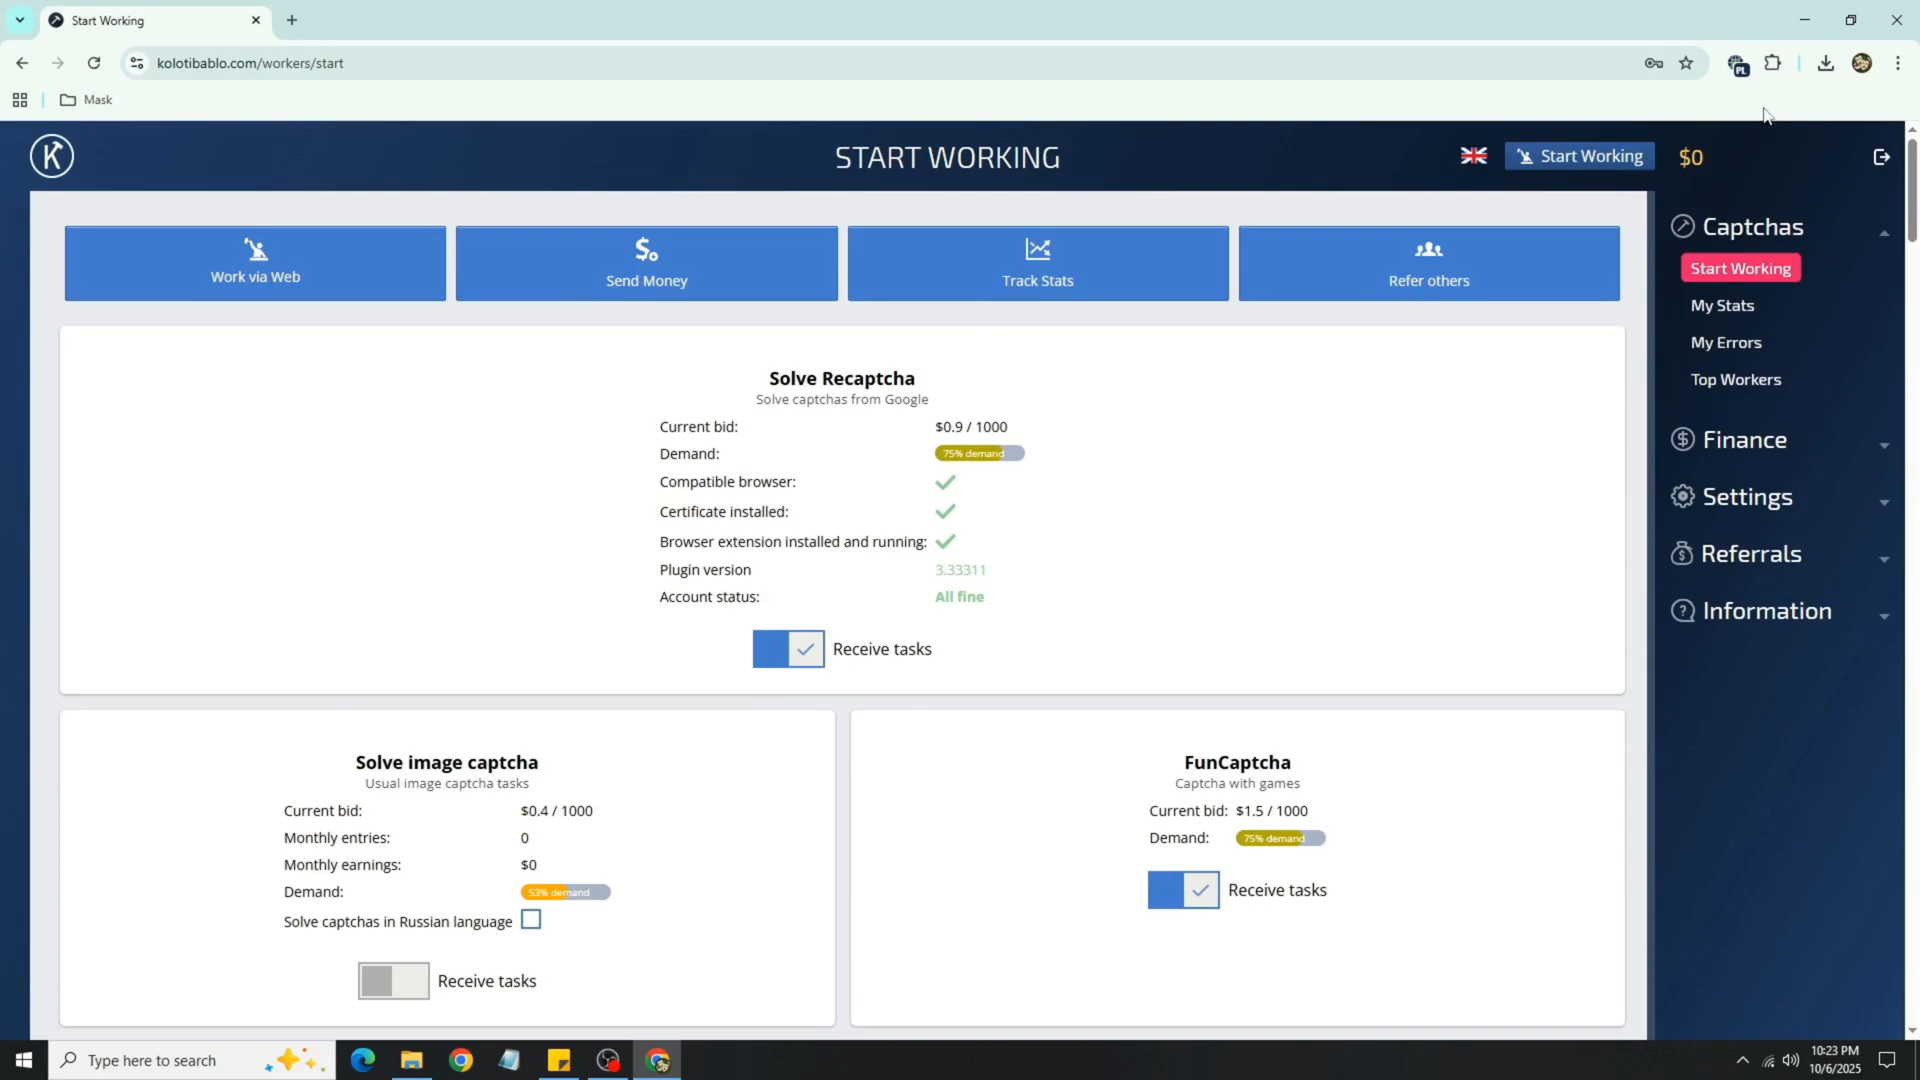 Start Working
kolotibablo.com/workers/start
PL
Mask
K
START WORKING
Start Working
$0
Work via Web
Send Money
Track Stats
Refer others
Captchas
Start Working
My Stats
My Errors
Top Workers
Finance
Settings
Referrals
Information
Solve Recaptcha
Solve captchas from Google
Current bid: $0.9 / 1000
Demand: 75% demand
Compatible browser:
Certificate installed:
Browser extension installed and running:
Plugin version 3.33311
Account status: All fine
Receive tasks
Solve image captcha
Usual image captcha tasks
Current bid: $0.4 / 1000
Monthly entries: 0
Monthly earnings: $0
Demand: 53% demand
Solve captchas in Russian language
Receive tasks
FunCaptcha
Captcha with games
Current bid: $1.5 / 1000
Demand: 75% demand
Receive tasks
Type here to search
10:23 PM
10/6/2025